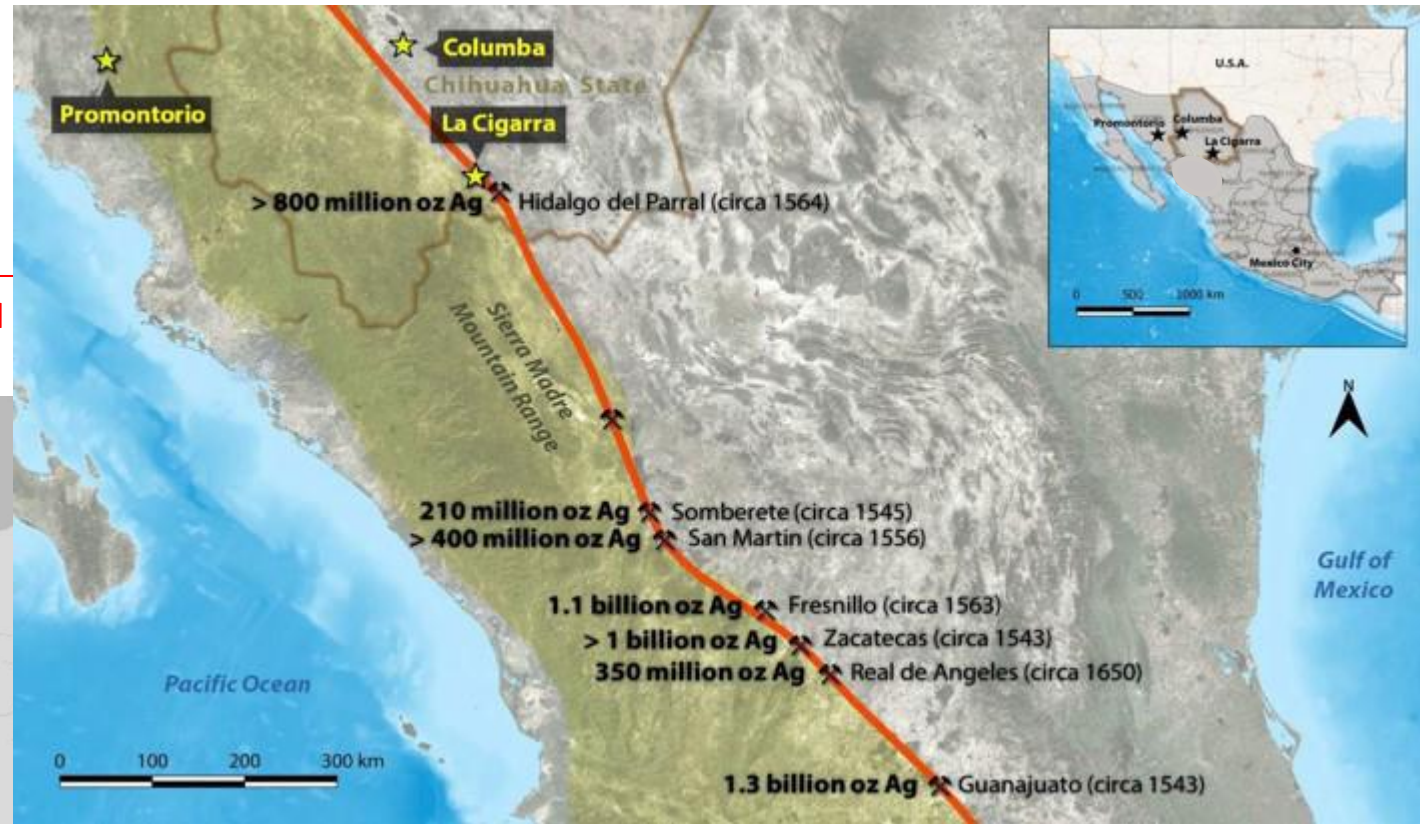 Columba
Chihuahua State
Promontorio
La Cigarra
> 800 million oz Ag Hidalgo del Parral (circa 1564)
Sierra Madre
Mountain Range
210 million oz Ag Somberete (circa 1545)
> 400 million oz Ag San Martin (circa 1556)
1.1 billion oz Ag Fresnillo (circa 1563)
> 1 billion oz Ag Zacatecas (circa 1543)
350 million oz Ag Real de Angeles (circa 1650)
1.3 billion oz Ag Guanajuato (circa 1543)
Pacific Ocean
0 100 200 300 km
Gulf of
Mexico
N
U.S.A.
Promontorio Columba
La Cigarra
Mexico City
0 500 1000 km